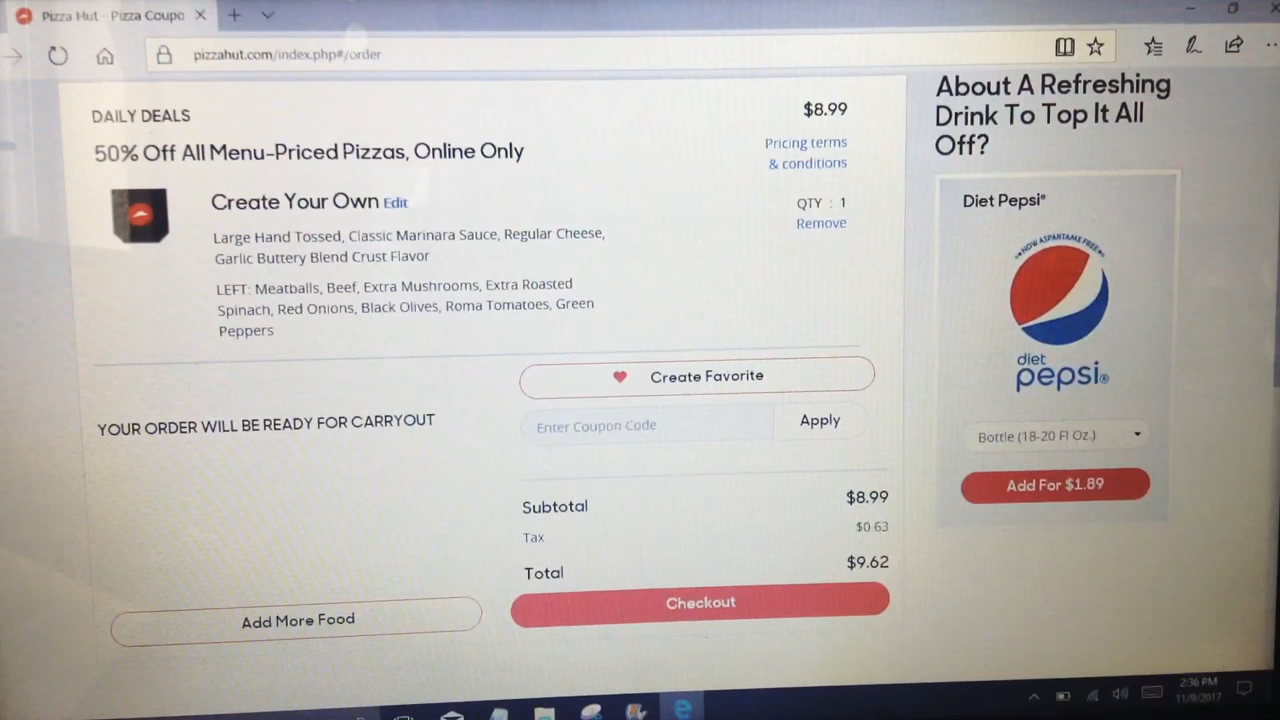 Pizza Hut - Pizza Coupo
pizzahut.com/index.php#/order
DAILY DEALS
$8.99
50% Off All Menu-Priced Pizzas, Online Only
Pricing terms
& conditions
Create Your Own Edit
QTY : 1
Remove
Large Hand Tossed, Classic Marinara Sauce, Regular Cheese,
Garlic Buttery Blend Crust Flavor
LEFT: Meatballs, Beef, Extra Mushrooms, Extra Roasted
Spinach, Red Onions, Black Olives, Roma Tomatoes, Green
Peppers
Create Favorite
YOUR ORDER WILL BE READY FOR CARRYOUT
Enter Coupon Code
Apply
Subtotal
$8.99
Tax
$0.63
Total
$9.62
Add More Food
Checkout
About A Refreshing
Drink To Top It All
Off?
Diet Pepsi®
NOW ASPARTAME FREE
diet
pepsi®
Bottle (18-20 Fl Oz.)
Add For $1.89
2:36 PM
11/9/2017